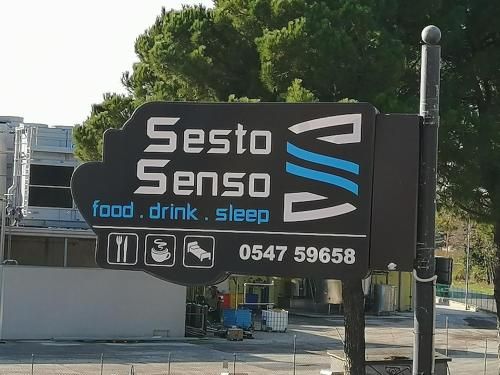 Sesto
Senso
food . drink . sleep
0547 59658